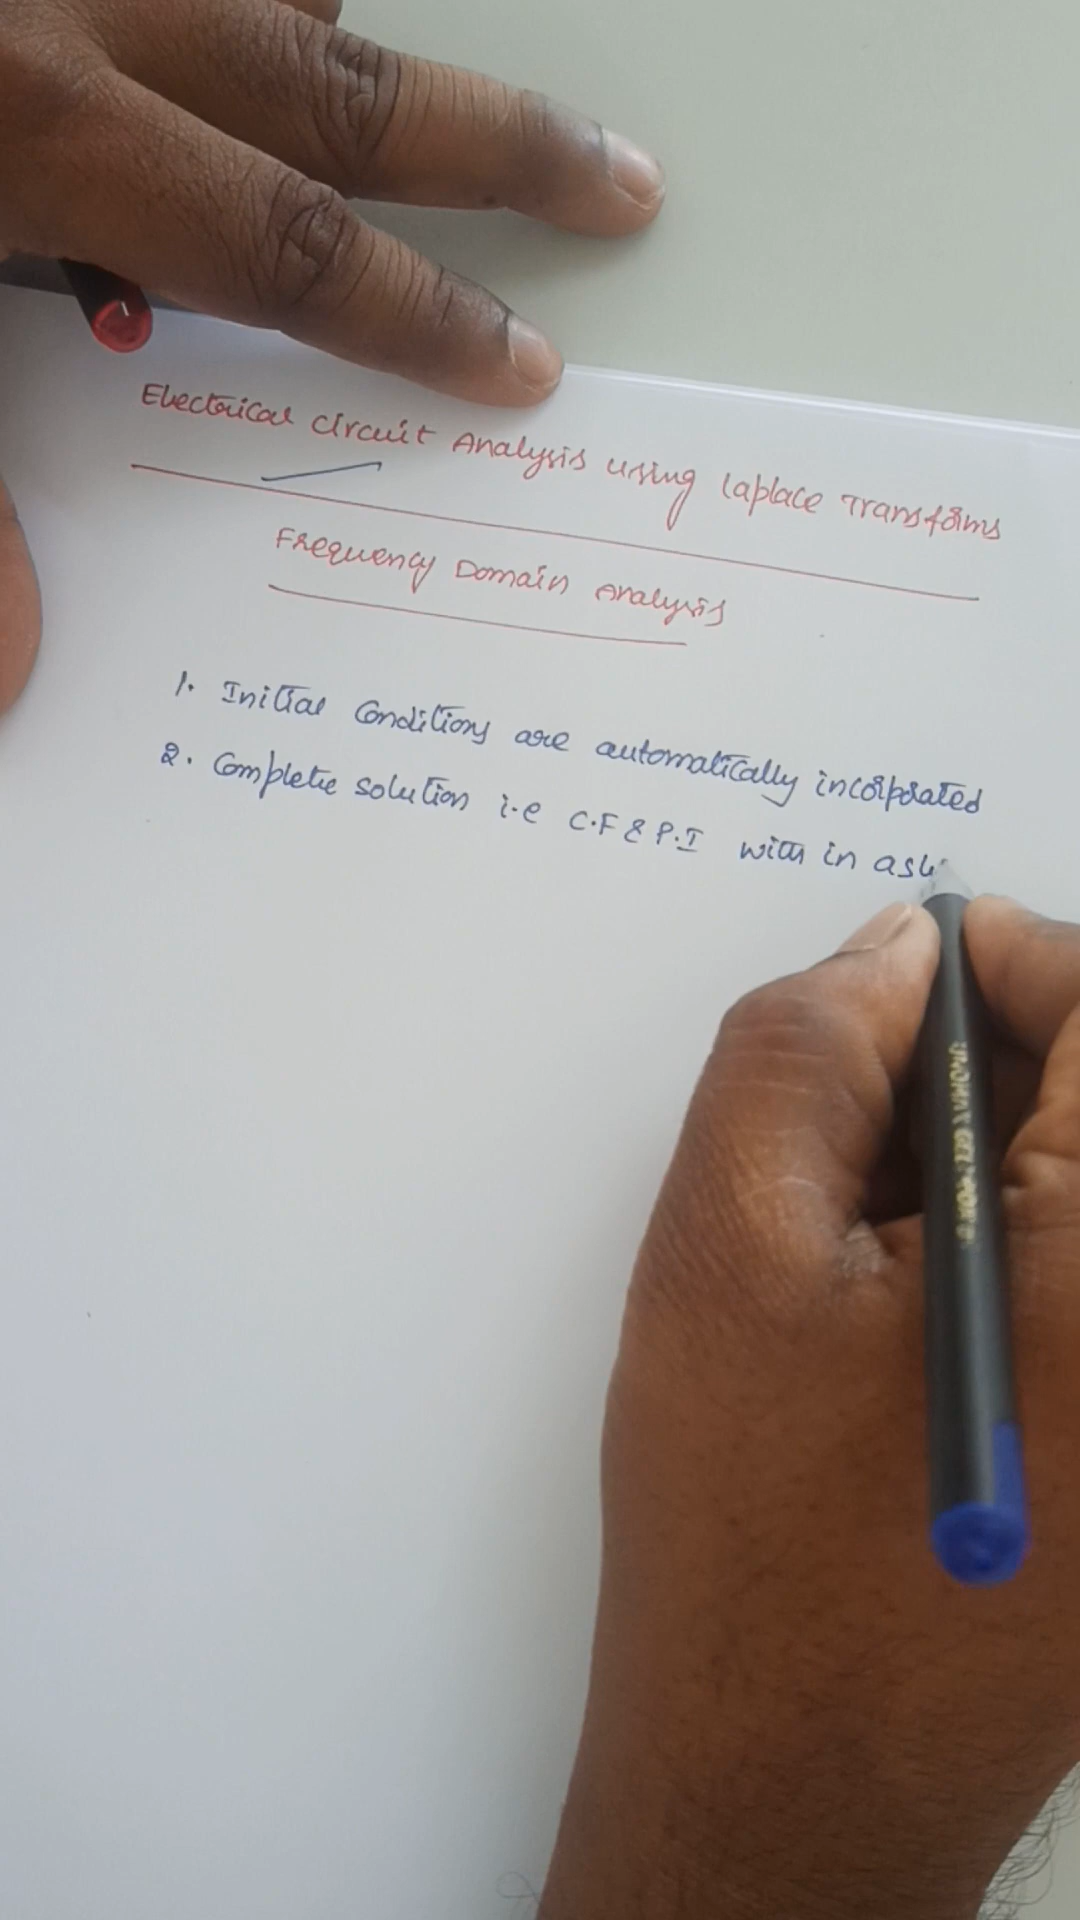 Electrical circuit Analysis using Laplace Transforms
Frequency Domain Analysis
1. Initial Conditions are automatically incorporated
2. Complete solution i.e C.F & P.I with in a